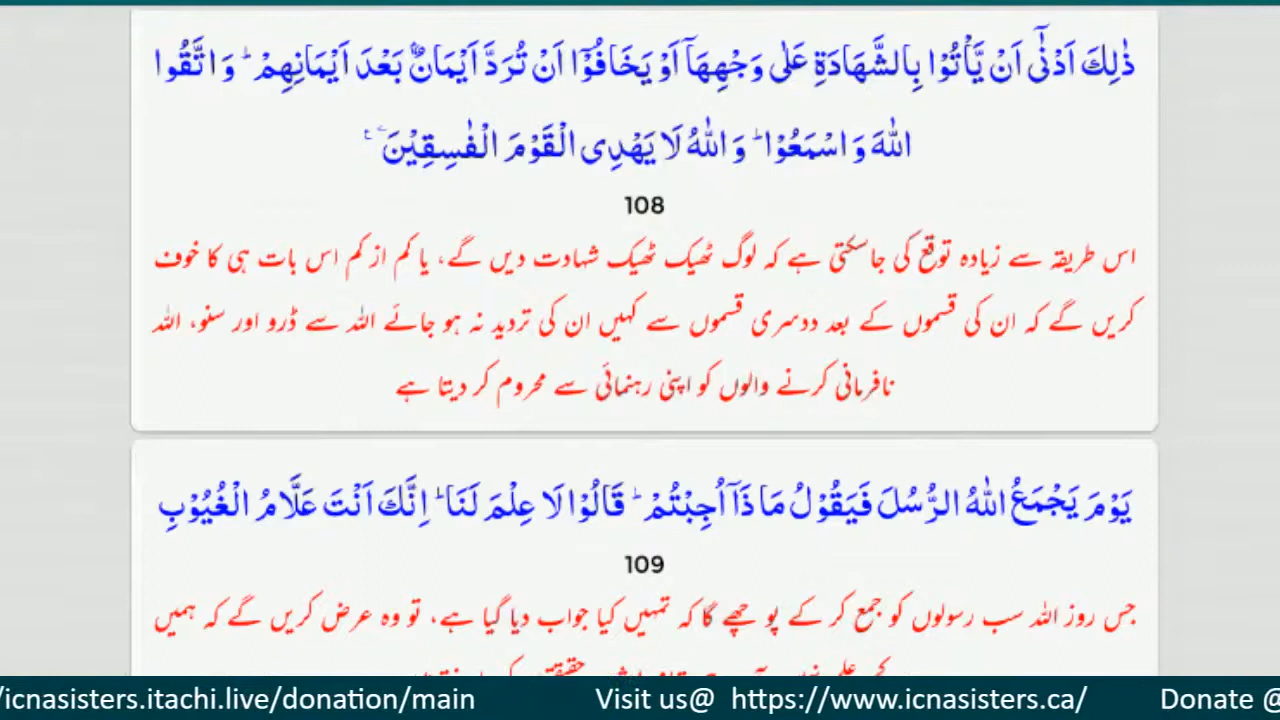 ذٰلِكَ اَدْنٰۤى اَنْ يَّاْتُوْا بِالشَّهَادَةِ عَلٰى وَجْهِهَاۤ اَوْ يَخَافُوْۤا اَنْ تُرَدَّ اَيْمَانٌۢ بَعْدَ اَيْمَانِهِمْ‌ؕ وَاتَّقُوا
اللّٰهَ وَاسْمَعُوْا‌ؕ وَاللّٰهُ لَا يَهْدِى الْقَوْمَ الْفٰسِقِيْنَ
108
اس طریقہ سے زیادہ توقع کی جاسکتی ہے کہ لوگ ٹھیک ٹھیک شہادت دیں گے، یا کم از کم اس بات ہی کا خوف
کریں گے کہ ان کی قسموں کے بعد ددسری قسموں سے کہیں ان کی تردید نہ ہو جائے اللہ سے ڈرو اور سنو، اللہ
نافرمانی کرنے والوں کو اپنی رہنمائی سے محروم کر دیتا ہے
يَوْمَ يَجْمَعُ اللّٰهُ الرُّسُلَ فَيَقُوْلُ مَاذَاۤ اُجِبْتُمْ‌ؕ قَالُوْا لَا عِلْمَ لَـنَا‌ؕ اِنَّكَ اَنْتَ عَلَّامُ الْغُيُوْبِ
109
جس روز اللہ سب رسولوں کو جمع کر کے پو چھے گا کہ تمہیں کیا جواب دیا گیا ہے، تو وہ عرض کریں گے کہ ہمیں
/icnasisters.itachi.live/donation/main Visit us@ https://www.icnasisters.ca/ Donate @